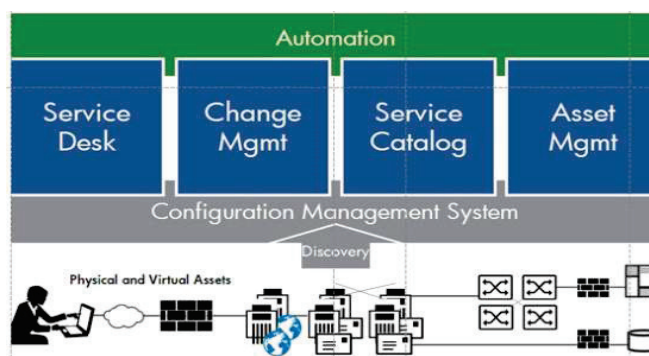 Automation
Service
Desk
Change
Mgmt
Service
Catalog
Asset
Mgmt
Configuration Management System
Discovery
Physical and Virtual Assets